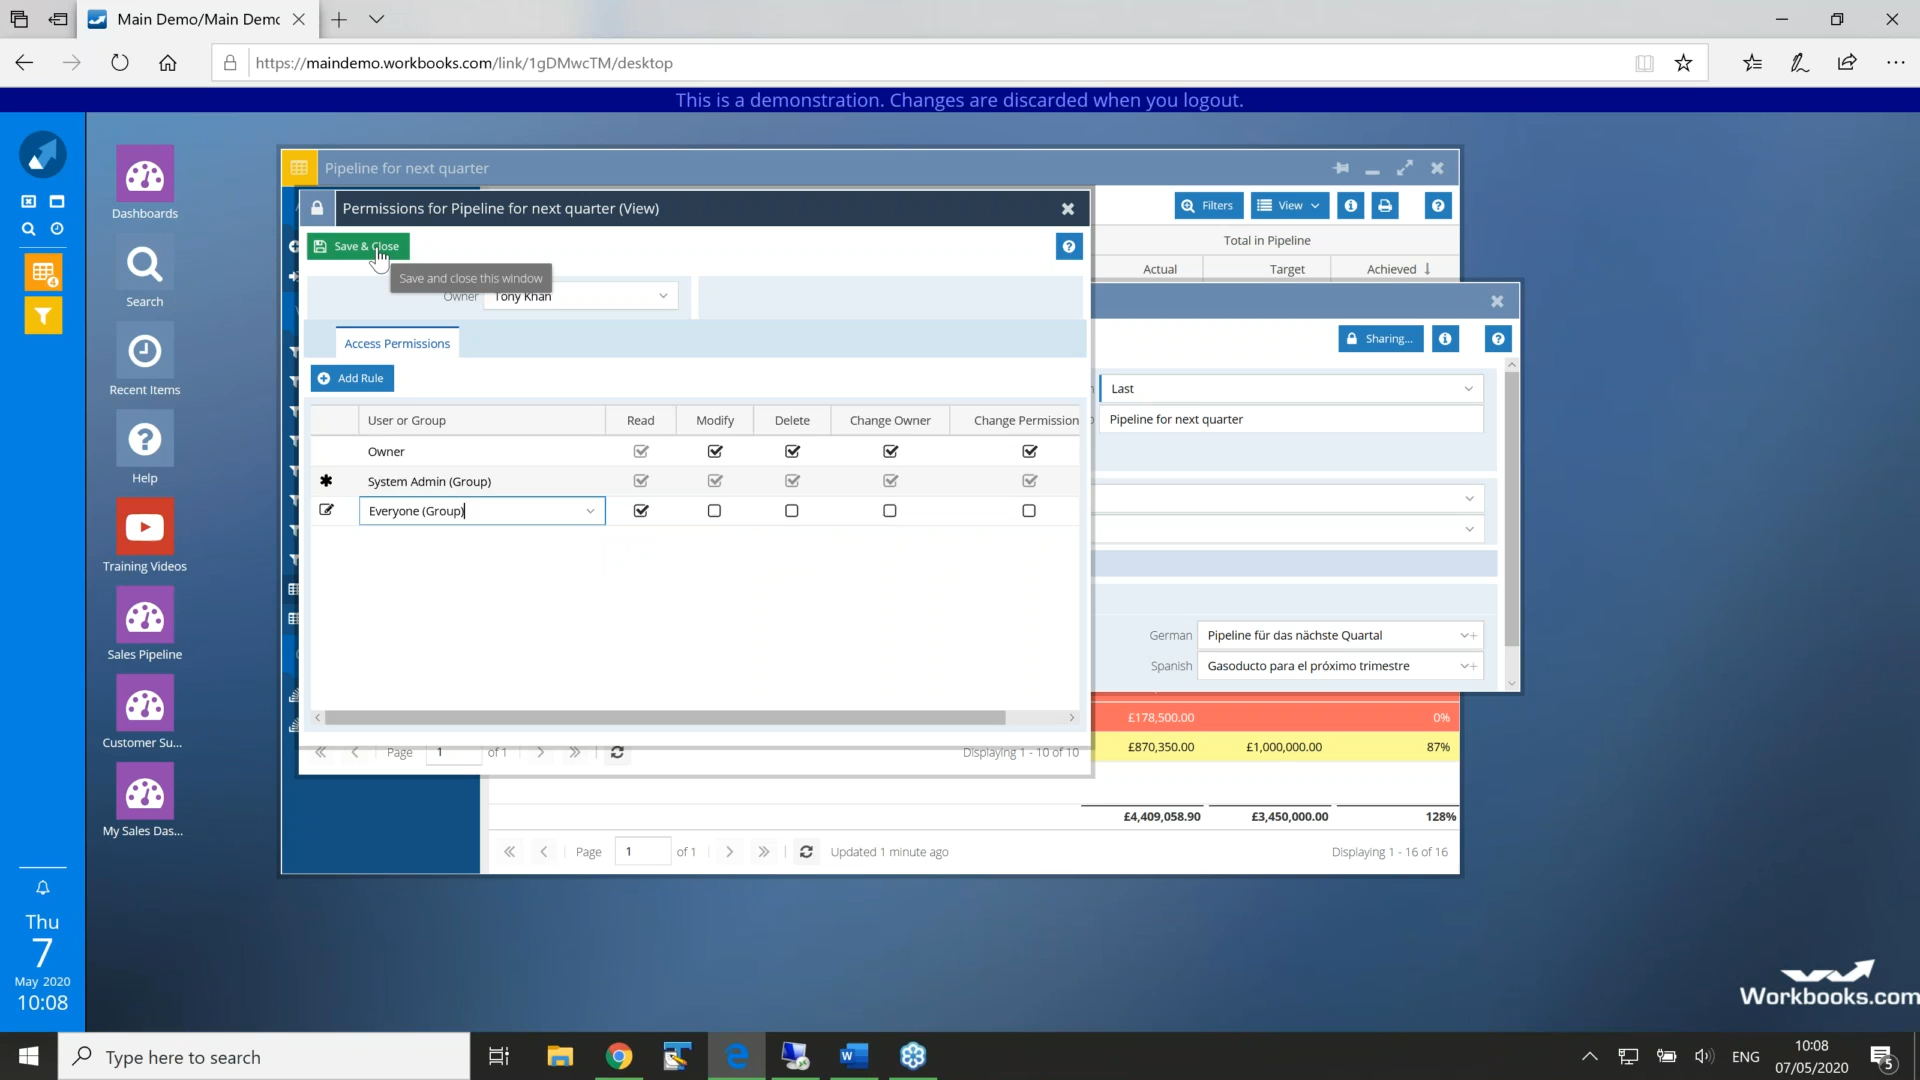 Main Demo/Main Demo
https://maindemo.workbooks.com/link/1gDMwcTM/desktop
This is a demonstration. Changes are discarded when you logout.
Dashboards
Search
Recent Items
Help
Training Videos
Sales Pipeline
Customer Su...
My Sales Das...
4
Thu
7
May 2020
10:08
Pipeline for next quarter
Filters
View
Total in Pipeline
Actual
Target
Achieved
Permissions for Pipeline for next quarter (View)
Save & Close
Save and close this window
Owner
Tony Khan
Access Permissions
Add Rule
User or Group
Read
Modify
Delete
Change Owner
Change Permission
Owner
System Admin (Group)
Everyone (Group)
Page
1
of 1
Displaying 1 - 10 of 10
Sharing...
Last
Pipeline for next quarter
German
Pipeline für das nächste Quartal
Spanish
Gasoducto para el próximo trimestre
£178,500.00
0%
£870,350.00
£1,000,000.00
87%
£4,409,058.90
£3,450,000.00
128%
Page
1
of 1
Updated 1 minute ago
Displaying 1 - 16 of 16
Workbooks.com
Type here to search
ENG
10:08
07/05/2020
5